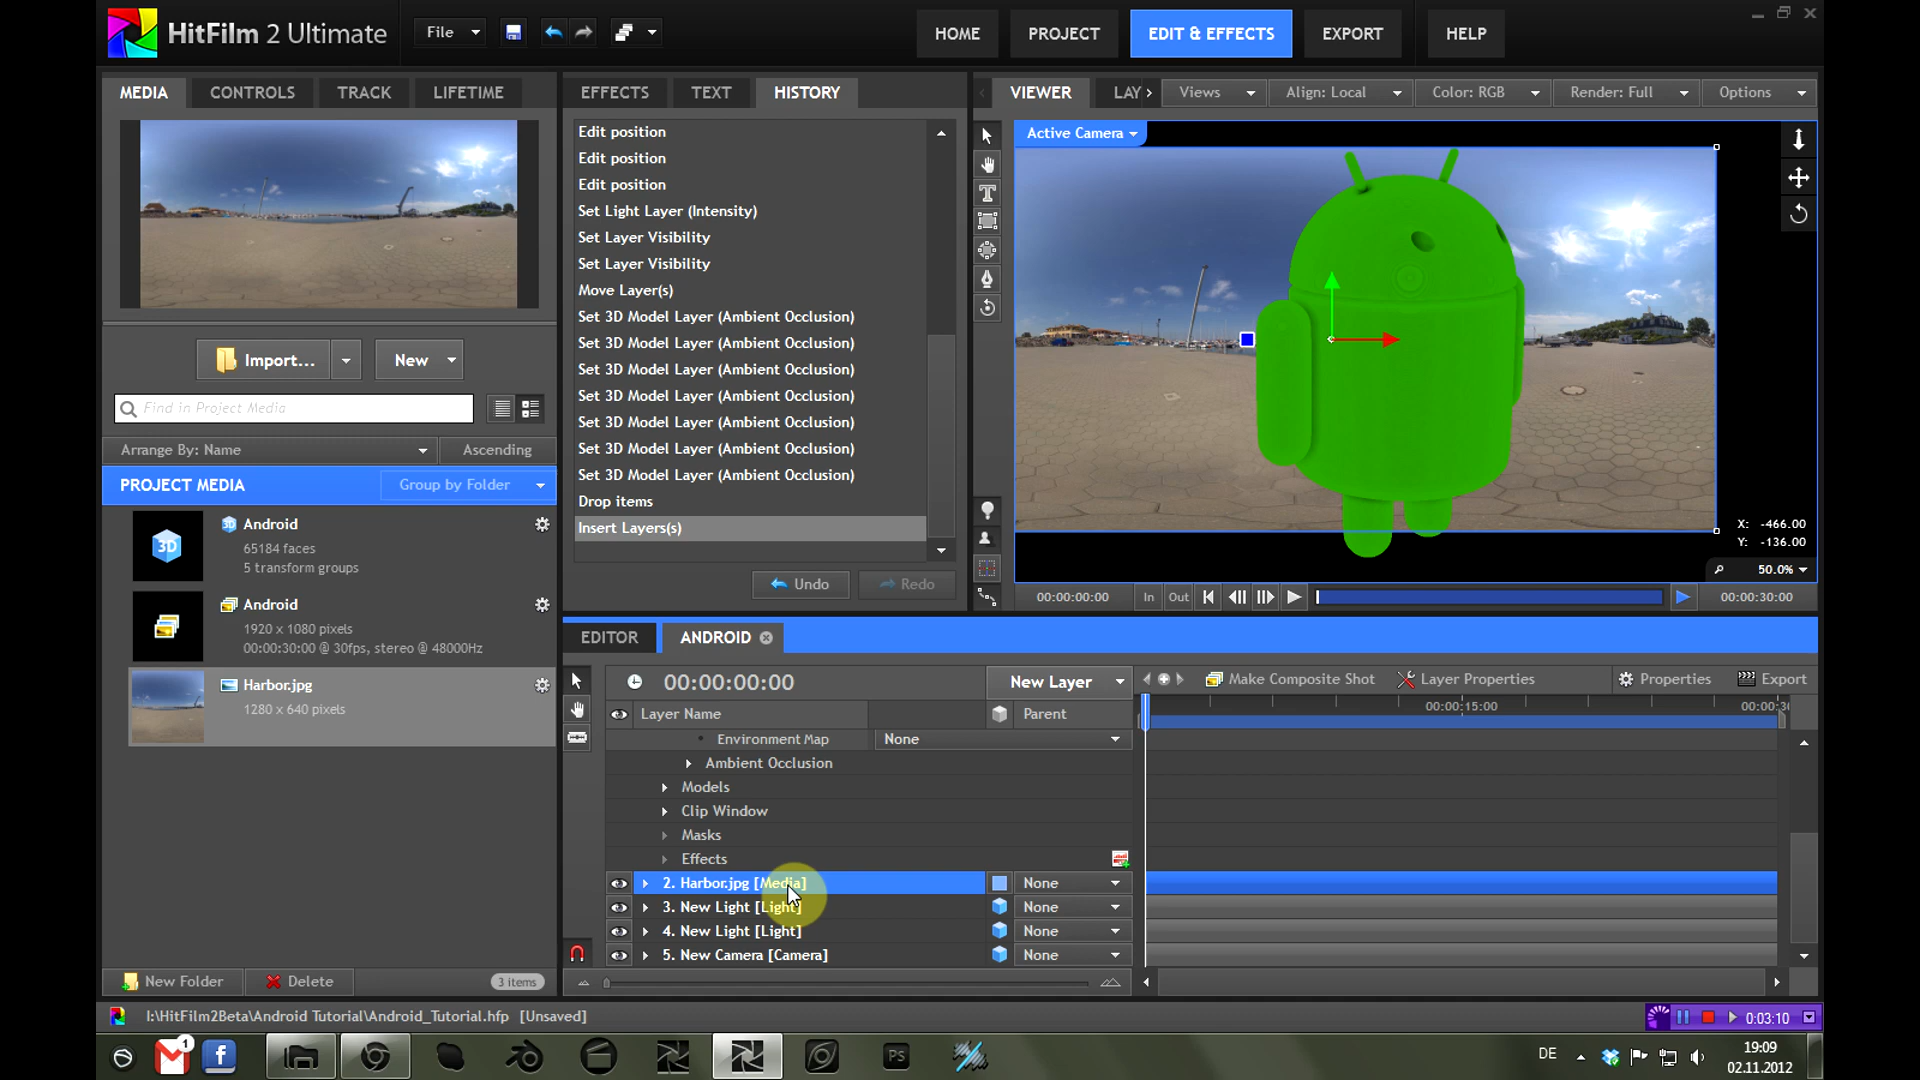 HitFilm 2 Ultimate
File
HOME
PROJECT
EDIT & EFFECTS
EXPORT
HELP
MEDIA
CONTROLS
TRACK
LIFETIME
Import...
New
Find in Project Media
Arrange By: Name
Ascending
PROJECT MEDIA
Group by Folder
3D
Android
65184 faces
5 transform groups
Android
1920 x 1080 pixels
00:00:30:00 @ 30fps, stereo @ 48000Hz
Harbor.jpg
1280 x 640 pixels
New Folder
Delete
3 items
EFFECTS
TEXT
HISTORY
Edit position
Edit position
Edit position
Set Light Layer (Intensity)
Set Layer Visibility
Set Layer Visibility
Move Layer(s)
Set 3D Model Layer (Ambient Occlusion)
Set 3D Model Layer (Ambient Occlusion)
Set 3D Model Layer (Ambient Occlusion)
Set 3D Model Layer (Ambient Occlusion)
Set 3D Model Layer (Ambient Occlusion)
Set 3D Model Layer (Ambient Occlusion)
Set 3D Model Layer (Ambient Occlusion)
Drop items
Insert Layers(s)
Undo
Redo
VIEWER
LAY
Views
Align: Local
Color: RGB
Render: Full
Options
Active Camera
X: -466.00
Y: -136.00
50.0%
00:00:00:00
In
Out
00:00:30:00
EDITOR
ANDROID
00:00:00:00
New Layer
Make Composite Shot
Layer Properties
Properties
Export
Layer Name
Parent
00:00:15:00
00:00:3
Environment Map
None
Ambient Occlusion
Models
Clip Window
Masks
Effects
2. Harbor.jpg [Media]
None
3. New Light [Light]
None
4. New Light [Light]
None
5. New Camera [Camera]
None
I:\HitFilm2Beta\Android Tutorial\Android_Tutorial.hfp [Unsaved]
0:03:10
1
Ps
DE
19:09
02.11.2012